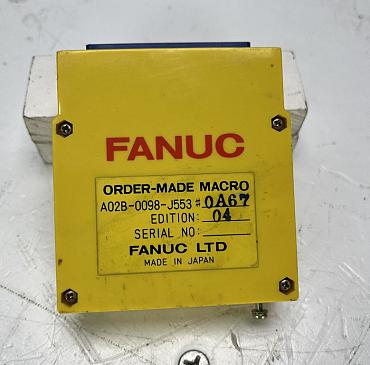 FANUC
ORDER-MADE MACRO
A02B-0098-J553#0A67
EDITION: 04
SERIAL NO:
FANUC LTD
MADE IN JAPAN